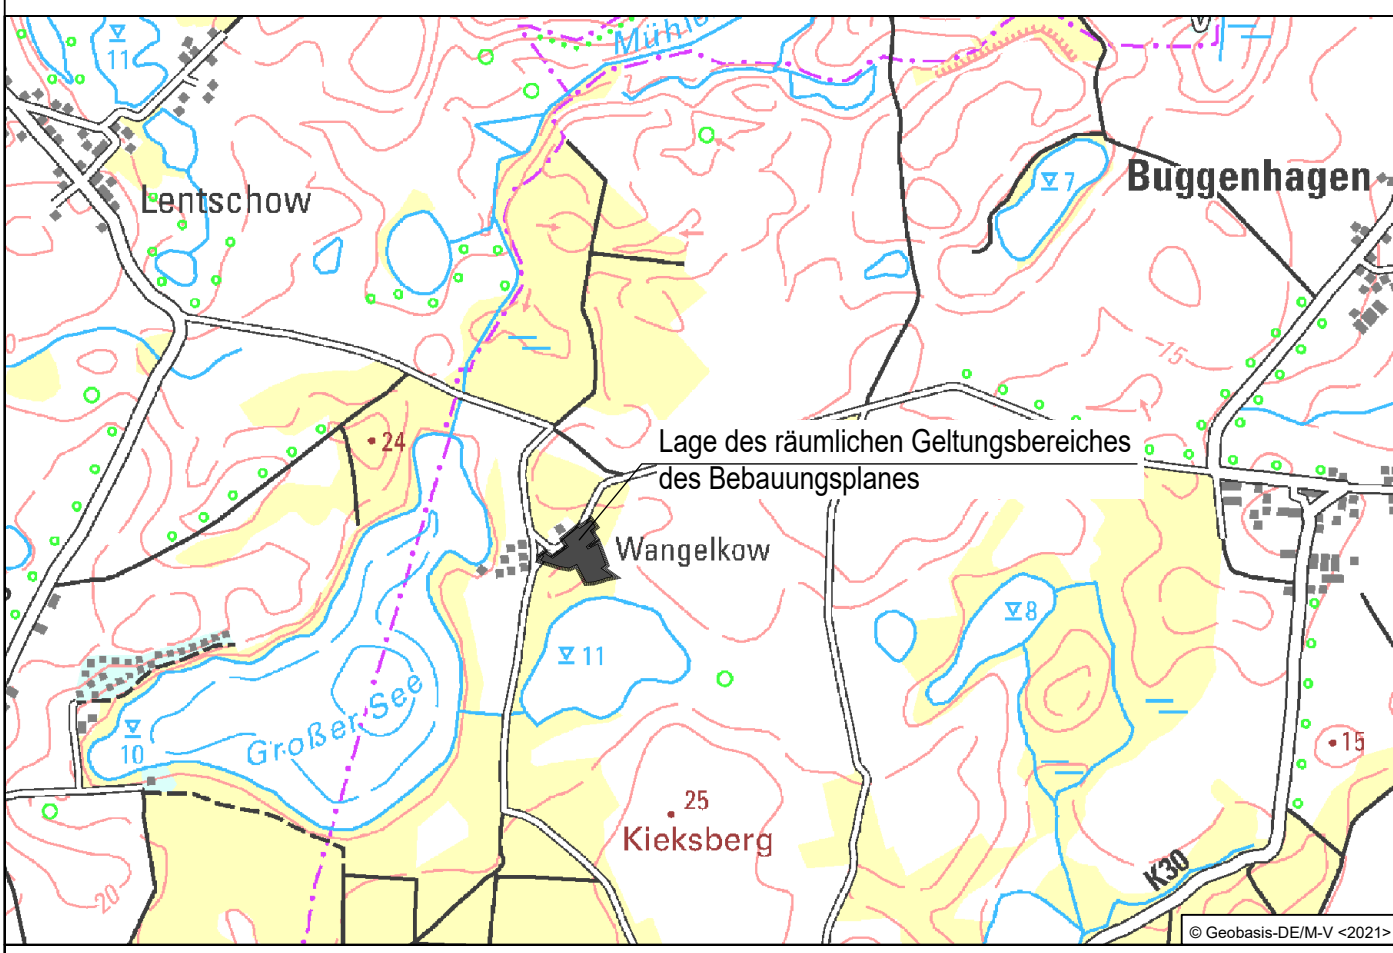 11
Mühle
Lentschow
7
Buggenhagen
15
24
Lage des räumlichen Geltungsbereiches
des Bebauungsplanes
Wangelkow
8
11
10
Großer See
15
25
Kieksberg
20
K30
© Geobasis-DE/M-V <2021>